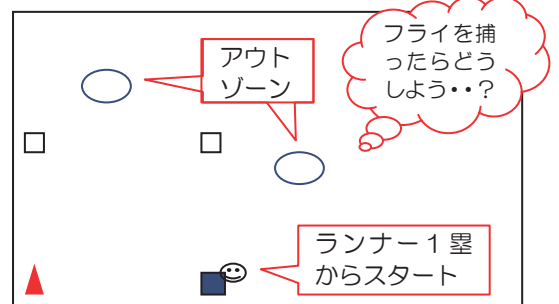 アウト
ゾーン
フライを捕
ったらどう
しよう・・？
ランナー１塁
からスタート